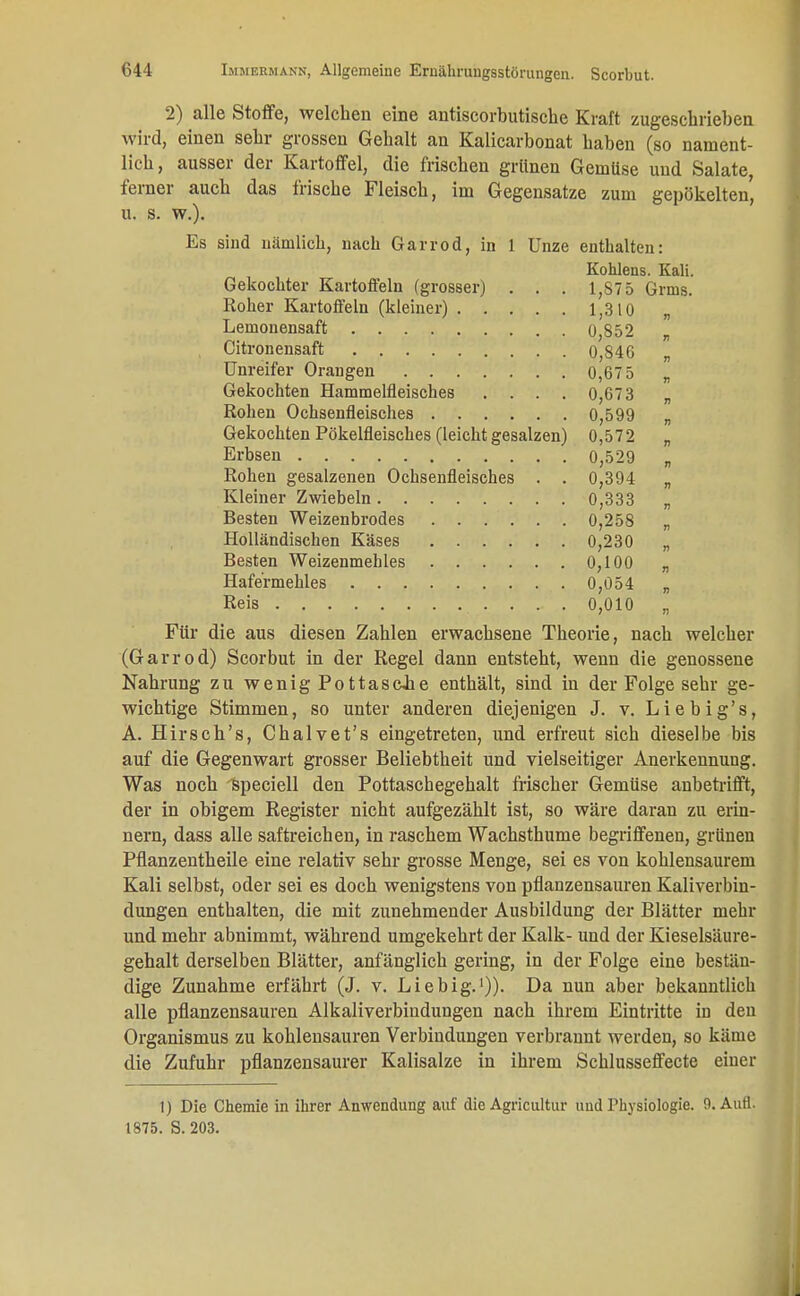 644 Immermann, Allgemeine Ernährungsstörungen. Scorbut.
2) alle Stoffe, welchen eine antiscorbutische Kraft zugeschrieben
wird, einen sehr grossen Gehalt an Kalicarbonat haben (so nament-
lich, ausser der Kartoffel, die frischen grünen Gemüse und Salate,
ferner auch das frische Fleisch, im Gegensatze zum gepökelten,
u. s. w.).
Es sind nämlich, nach Garrod, in 1 Unze enthalten:
Kohlens. Kali.
Gekochter Kartoffeln (grosser) . . . 1,875 Grms.
Roher Kartoffeln (kleiner) . . . . . 1,310 „
Lemonensaft . . . . . . . . . 0,852 „
Citronensaft . . . . . . . . . 0,846 „
Unreifer Orangen . . . . . . . 0,675 „
Gekochten Hammelfleisches . . . . 0,673 „
Rohen Ochsenfleisches . . . . . . 0,599 „
Gekochten Pökelfleisches (leicht gesalzen) 0,572 „
Erbsen . . . . . . . . . . . 0,529 „
Rohen gesalzenen Ochsenfleisches . . 0,394 „
Kleiner Zwiebeln . . . . . . . . 0,333 „
Besten Weizenbrodes . . . . . . 0,258 „
Holländischen Käses . . . . . . 0,230 „
Besten Weizenmehles . . . . . . 0,100 „
Hafermehles . . . . . . . . . 0,054 „
Reis . . . . . . . . . . . . 0,010 „
Für die aus diesen Zahlen erwachsene Theorie, nach welcher
(Garrod) Scorbut in der Regel dann entsteht, wenn die genossene
Nahrung zu wenig Pottasche enthält, sind in der Folge sehr ge-
wichtige Stimmen, so unter anderen diejenigen J. v. Liebig's,
A. Hirsch's, Chalvet's eingetreten, und erfreut sich dieselbe bis
auf die Gegenwart grosser Beliebtheit und vielseitiger Anerkennung.
Was noch speciell den Pottaschegehalt frischer Gemüse anbetrifft,
der in obigem Register nicht aufgezählt ist, so wäre daran zu erin-
nern, dass alle saftreichen, in raschem Wachsthume begriffenen, grünen
Pflanzentheile eine relativ sehr grosse Menge, sei es von kohlensaurem
Kali selbst, oder sei es doch wenigstens von pflanzensauren Kaliverbin-
dungen enthalten, die mit zunehmender Ausbildung der Blätter mehr
und mehr abnimmt, während umgekehrt der Kalk- und der Kieselsäure-
gehalt derselben Blätter, anfänglich gering, in der Folge eine bestän-
dige Zunahme erfährt (J. v. Liebig.¹)). Da nun aber bekanntlich
alle pflanzensauren Alkaliverbindungen nach ihrem Eintritte in den
Organismus zu kohlensauren Verbindungen verbrannt werden, so käme
die Zufuhr pflanzensaurer Kalisalze in ihrem Schlusseffecte einer
1) Die Chemie in ihrer Anwendung auf die Agricultur und Physiologie. 9. Aufl.
1875. S. 203.